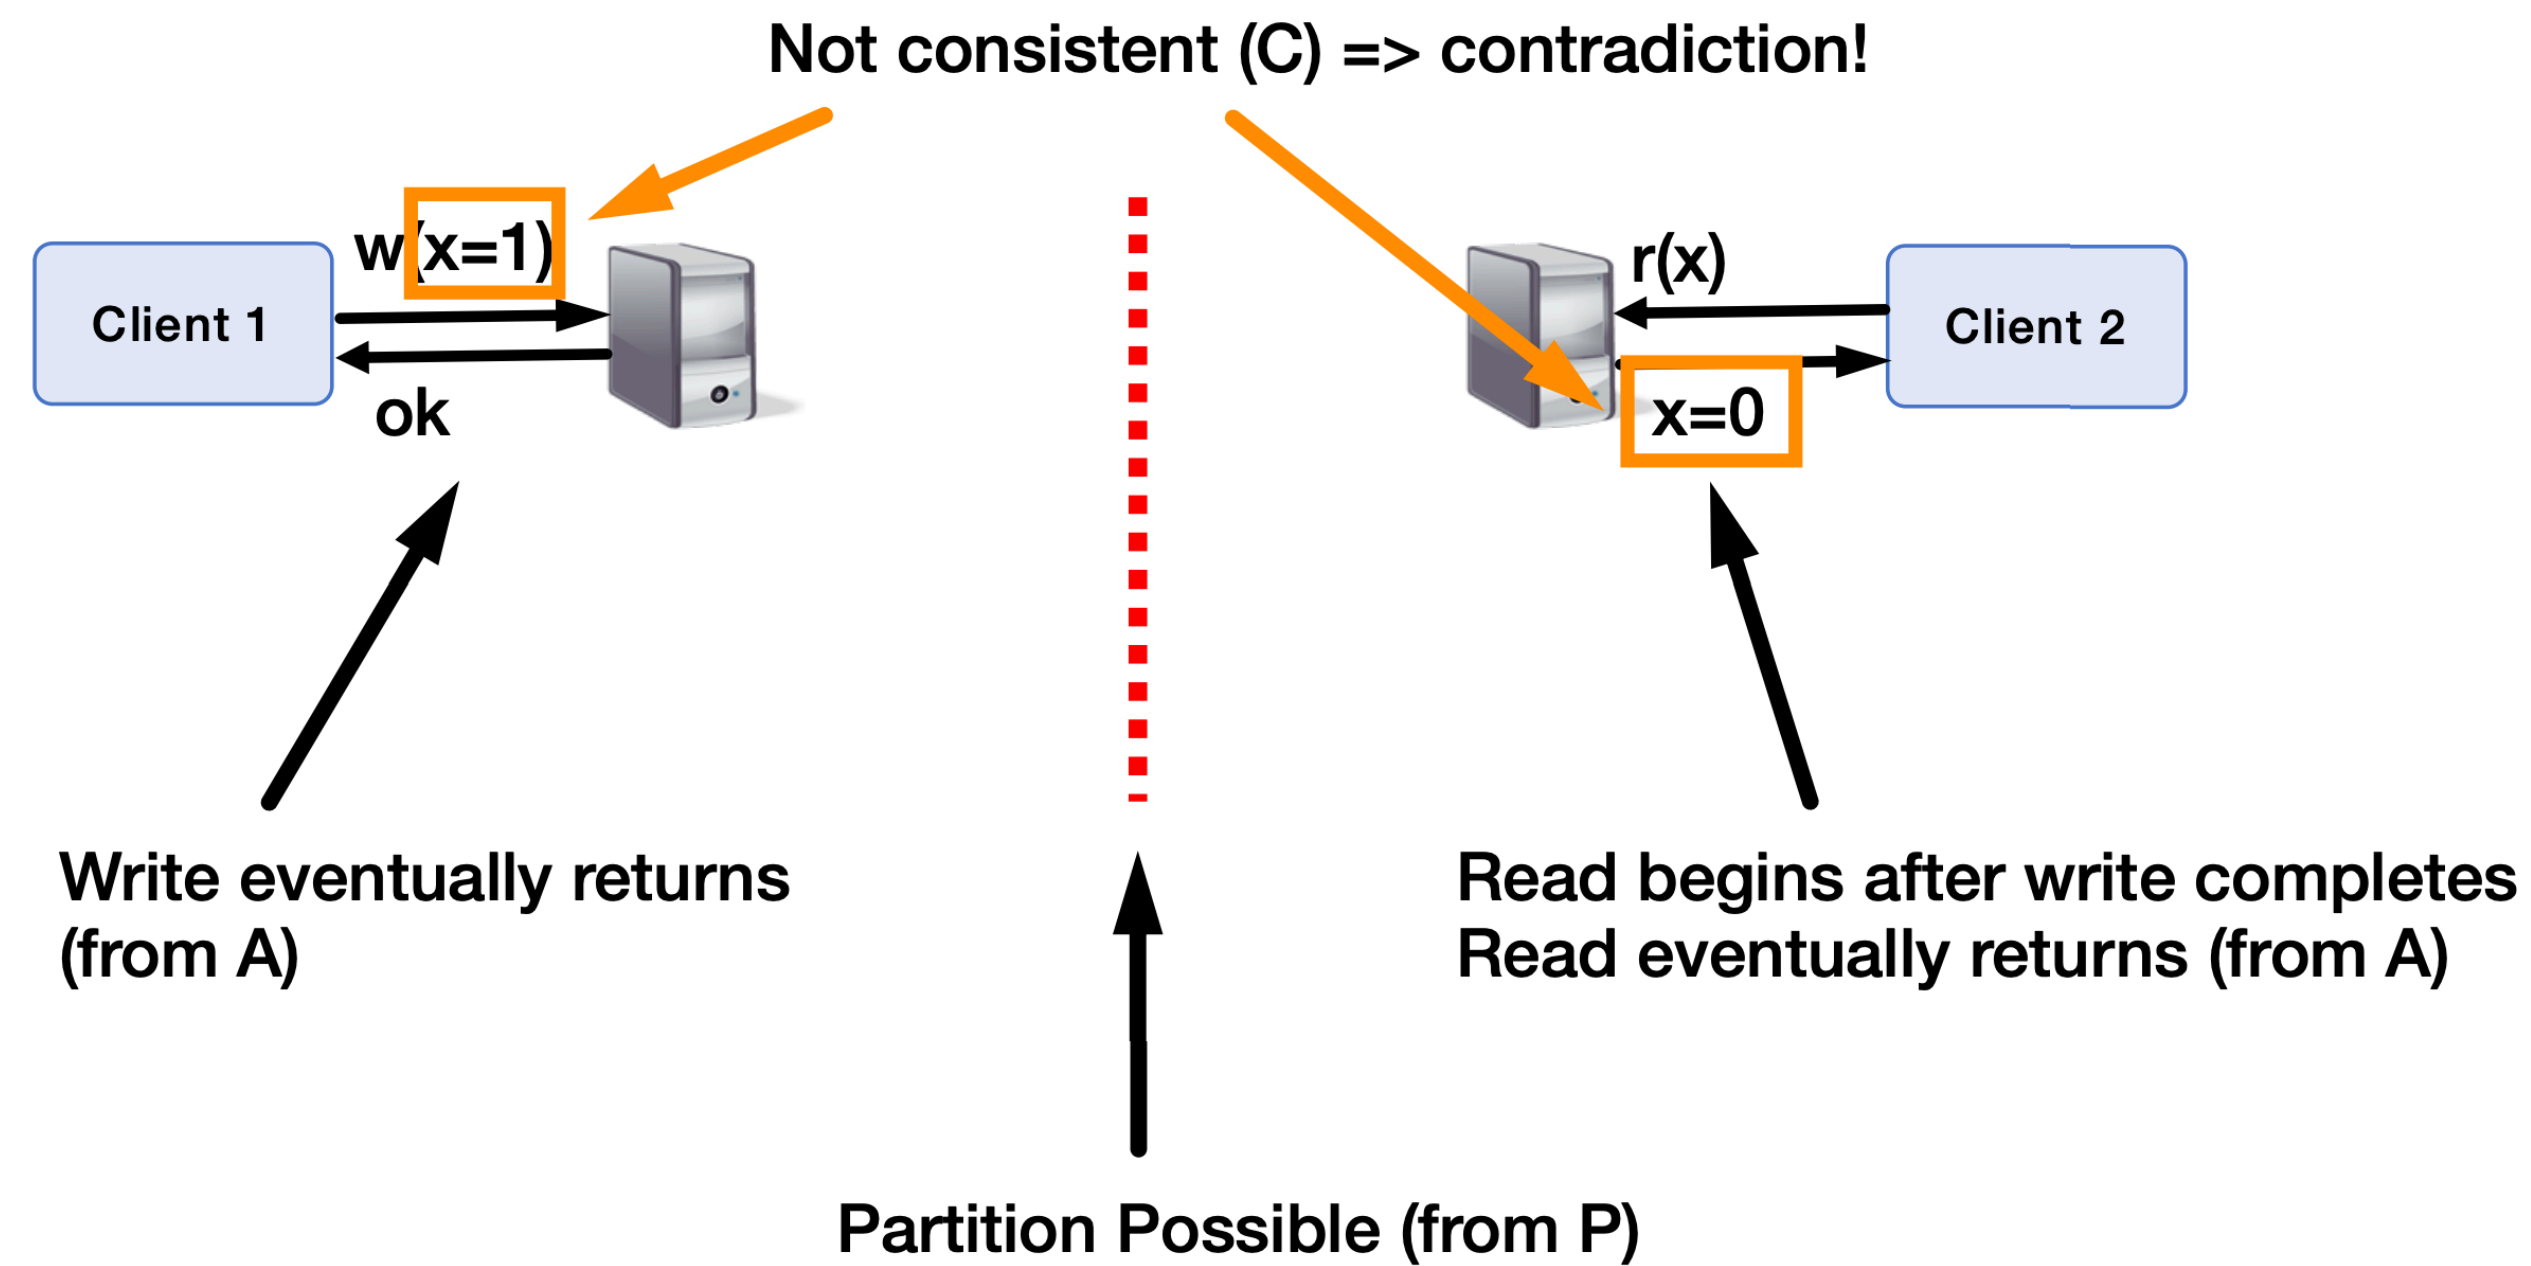 Not consistent (C) => contradiction!
w(x=1)
Client 1
ok
r(x)
Client 2
x=0
Write eventually returns
(from A)
Read begins after write completes
Read eventually returns (from A)
Partition Possible (from P)